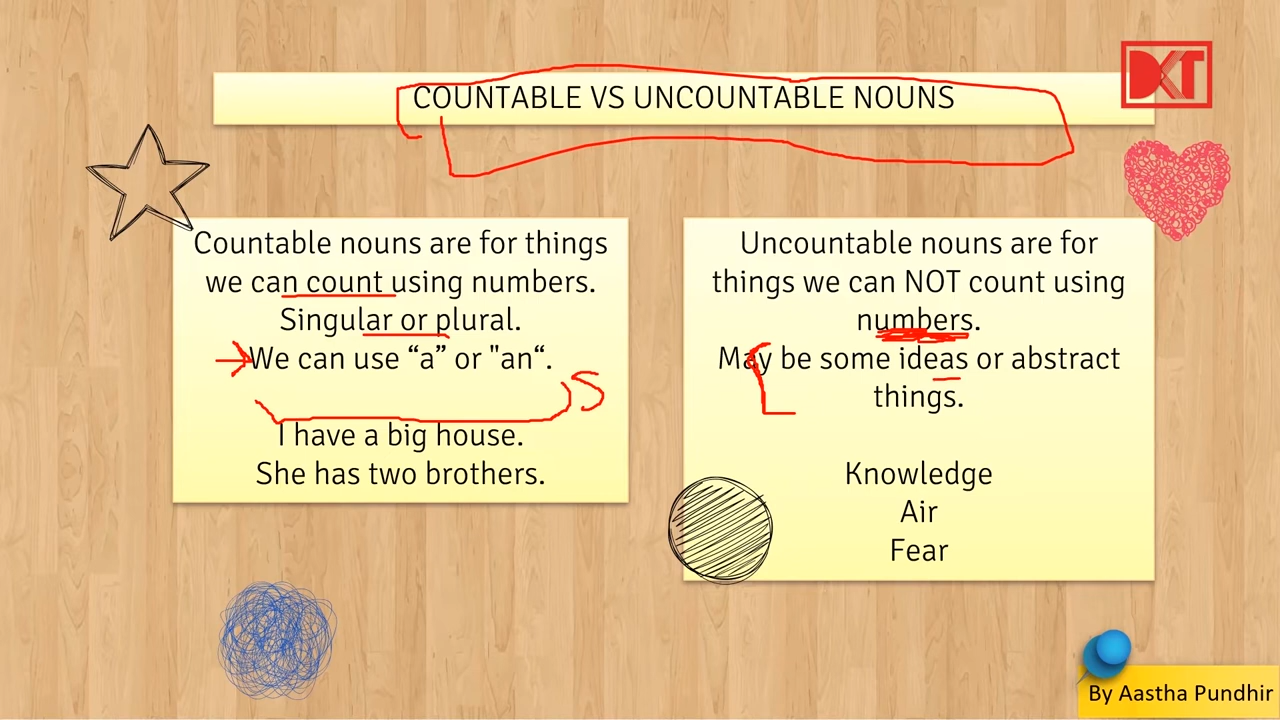 DKT
COUNTABLE VS UNCOUNTABLE NOUNS
Countable nouns are for things
we can count using numbers.
Singular or plural.
We can use “a” or "an“.
S
I have a big house.
She has two brothers.
Uncountable nouns are for
things we can NOT count using
numbers.
May be some ideas or abstract
things.
Knowledge
Air
Fear
By Aastha Pundhir